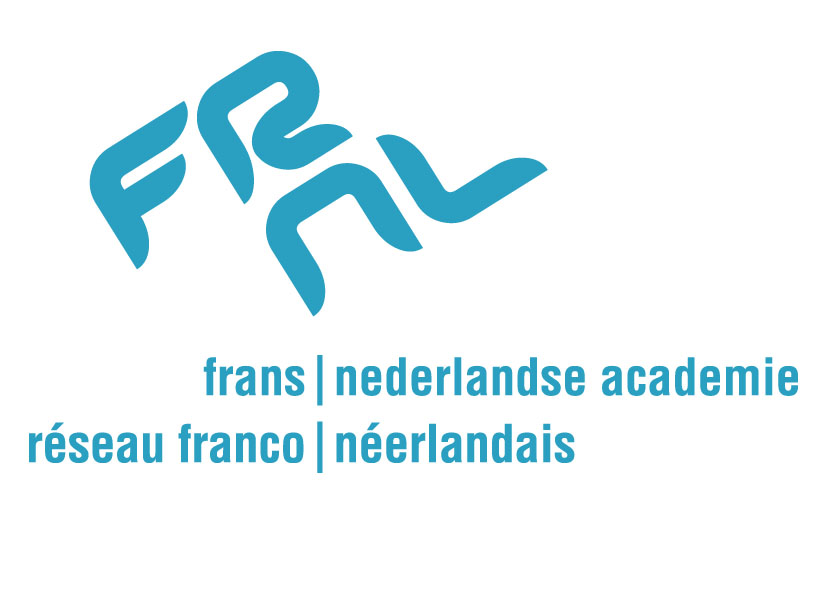 FR
NL
frans|nederlandse academie
réseau franco|néerlandais